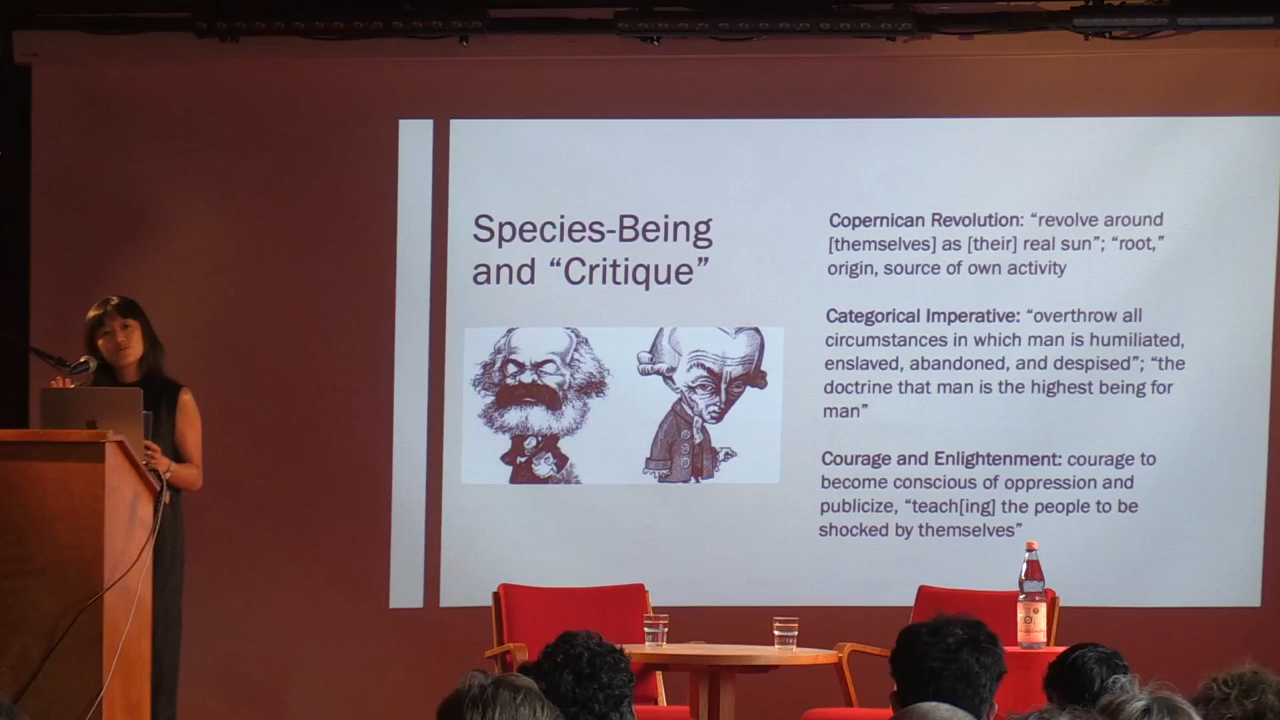 Species-Being
and “Critique”
Copernican Revolution: “revolve around
[themselves] as [their] real sun”; “root,”
origin, source of own activity
Categorical Imperative: “overthrow all
circumstances in which man is humiliated,
enslaved, abandoned, and despised”; “the
doctrine that man is the highest being for
man”
Courage and Enlightenment: courage to
become conscious of oppression and
publicize, “teach[ing] the people to be
shocked by themselves”